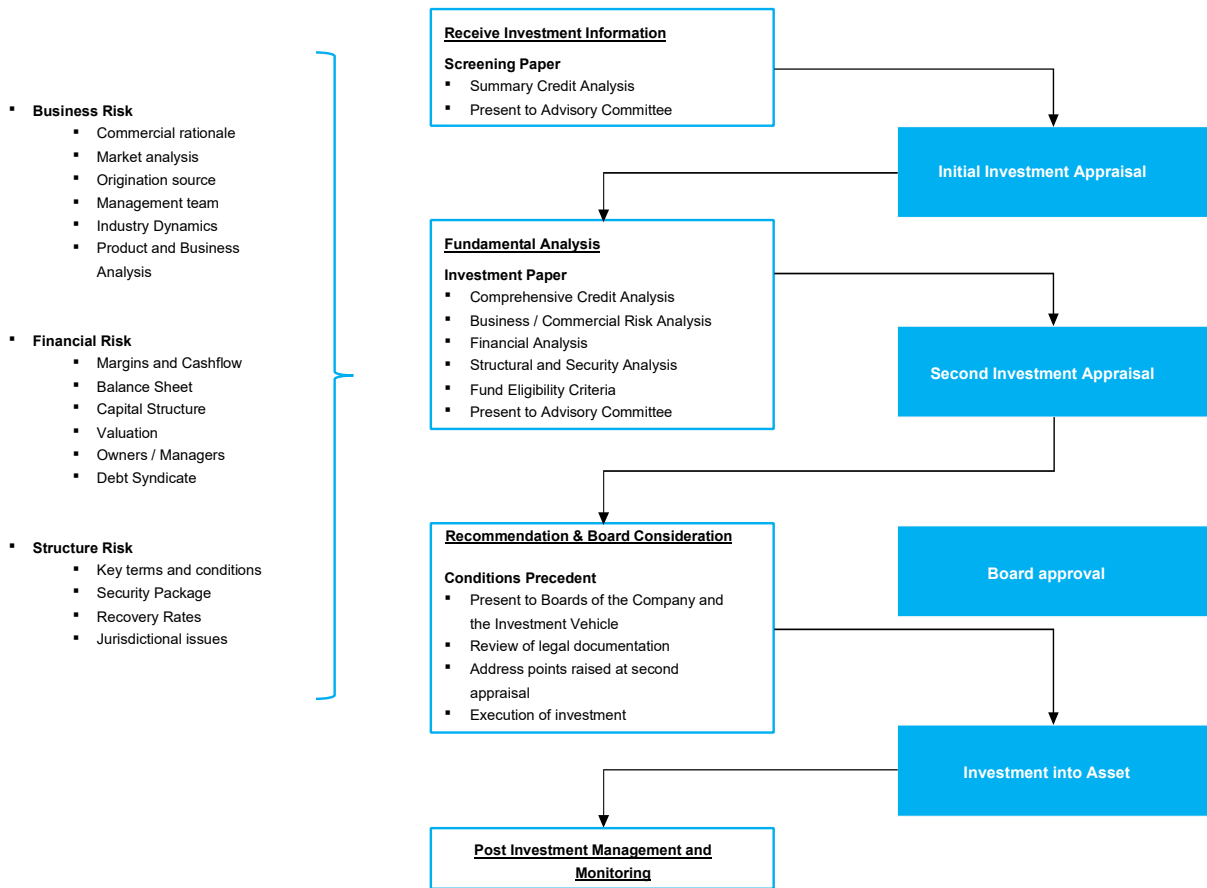 ▪ Business Risk
▪ Commercial rationale
▪ Market analysis
▪ Origination source
▪ Management team
▪ Industry Dynamics
▪ Product and Business
Analysis
▪ Financial Risk
▪ Margins and Cashflow
▪ Balance Sheet
▪ Capital Structure
▪ Valuation
▪ Owners / Managers
▪ Debt Syndicate
▪ Structure Risk
▪ Key terms and conditions
▪ Security Package
▪ Recovery Rates
▪ Jurisdictional issues
Receive Investment Information
Screening Paper
▪ Summary Credit Analysis
▪ Present to Advisory Committee
Initial Investment Appraisal
Fundamental Analysis
Investment Paper
▪ Comprehensive Credit Analysis
▪ Business / Commercial Risk Analysis
▪ Financial Analysis
▪ Structural and Security Analysis
▪ Fund Eligibility Criteria
▪ Present to Advisory Committee
Second Investment Appraisal
Recommendation & Board Consideration
Conditions Precedent
▪ Present to Boards of the Company and
the Investment Vehicle
▪ Review of legal documentation
▪ Address points raised at second
appraisal
▪ Execution of investment
Board approval
Investment into Asset
Post Investment Management and
Monitoring